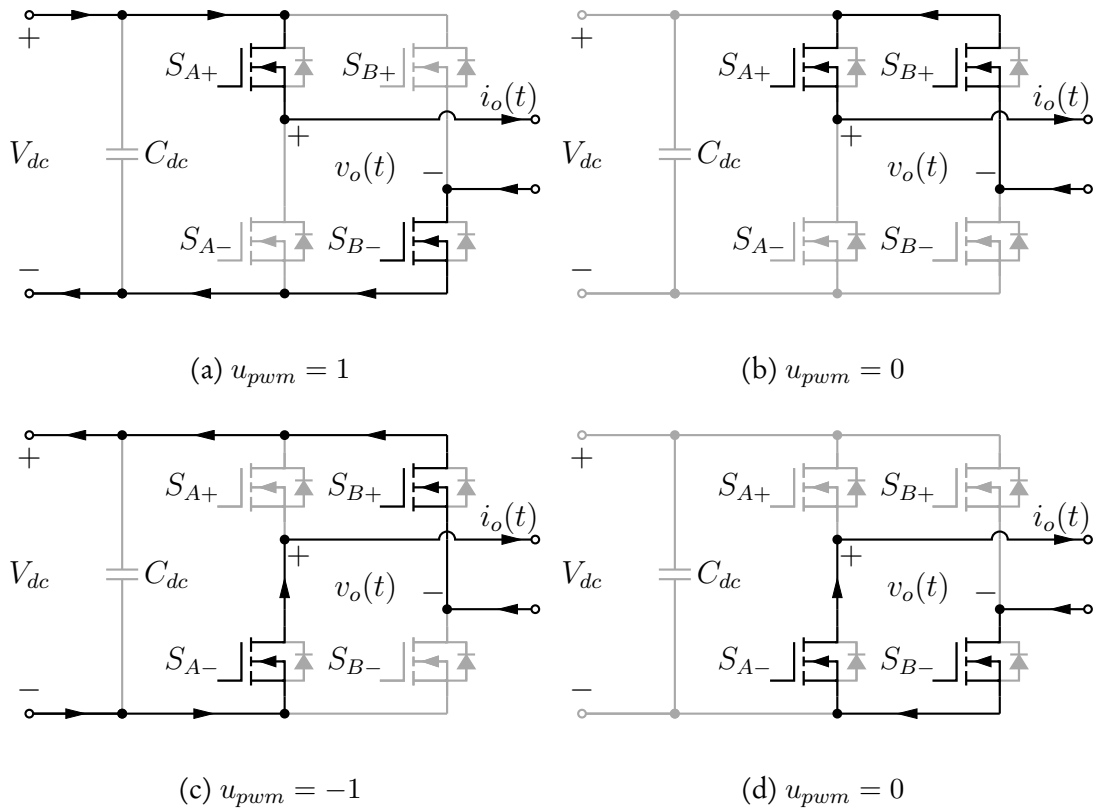 + +
S_{A+} S_{B+} S_{A+} S_{B+}
i_o(t) i_o(t)
+ +
V_{dc} C_{dc} v_o(t) − V_{dc} C_{dc} v_o(t) −
S_{A−} S_{B−} S_{A−} S_{B−}
− −
(a) u_{pwm} = 1 (b) u_{pwm} = 0
+ +
S_{A+} S_{B+} S_{A+} S_{B+}
i_o(t) i_o(t)
+ +
V_{dc} C_{dc} v_o(t) − V_{dc} C_{dc} v_o(t) −
S_{A−} S_{B−} S_{A−} S_{B−}
− −
(c) u_{pwm} = −1 (d) u_{pwm} = 0